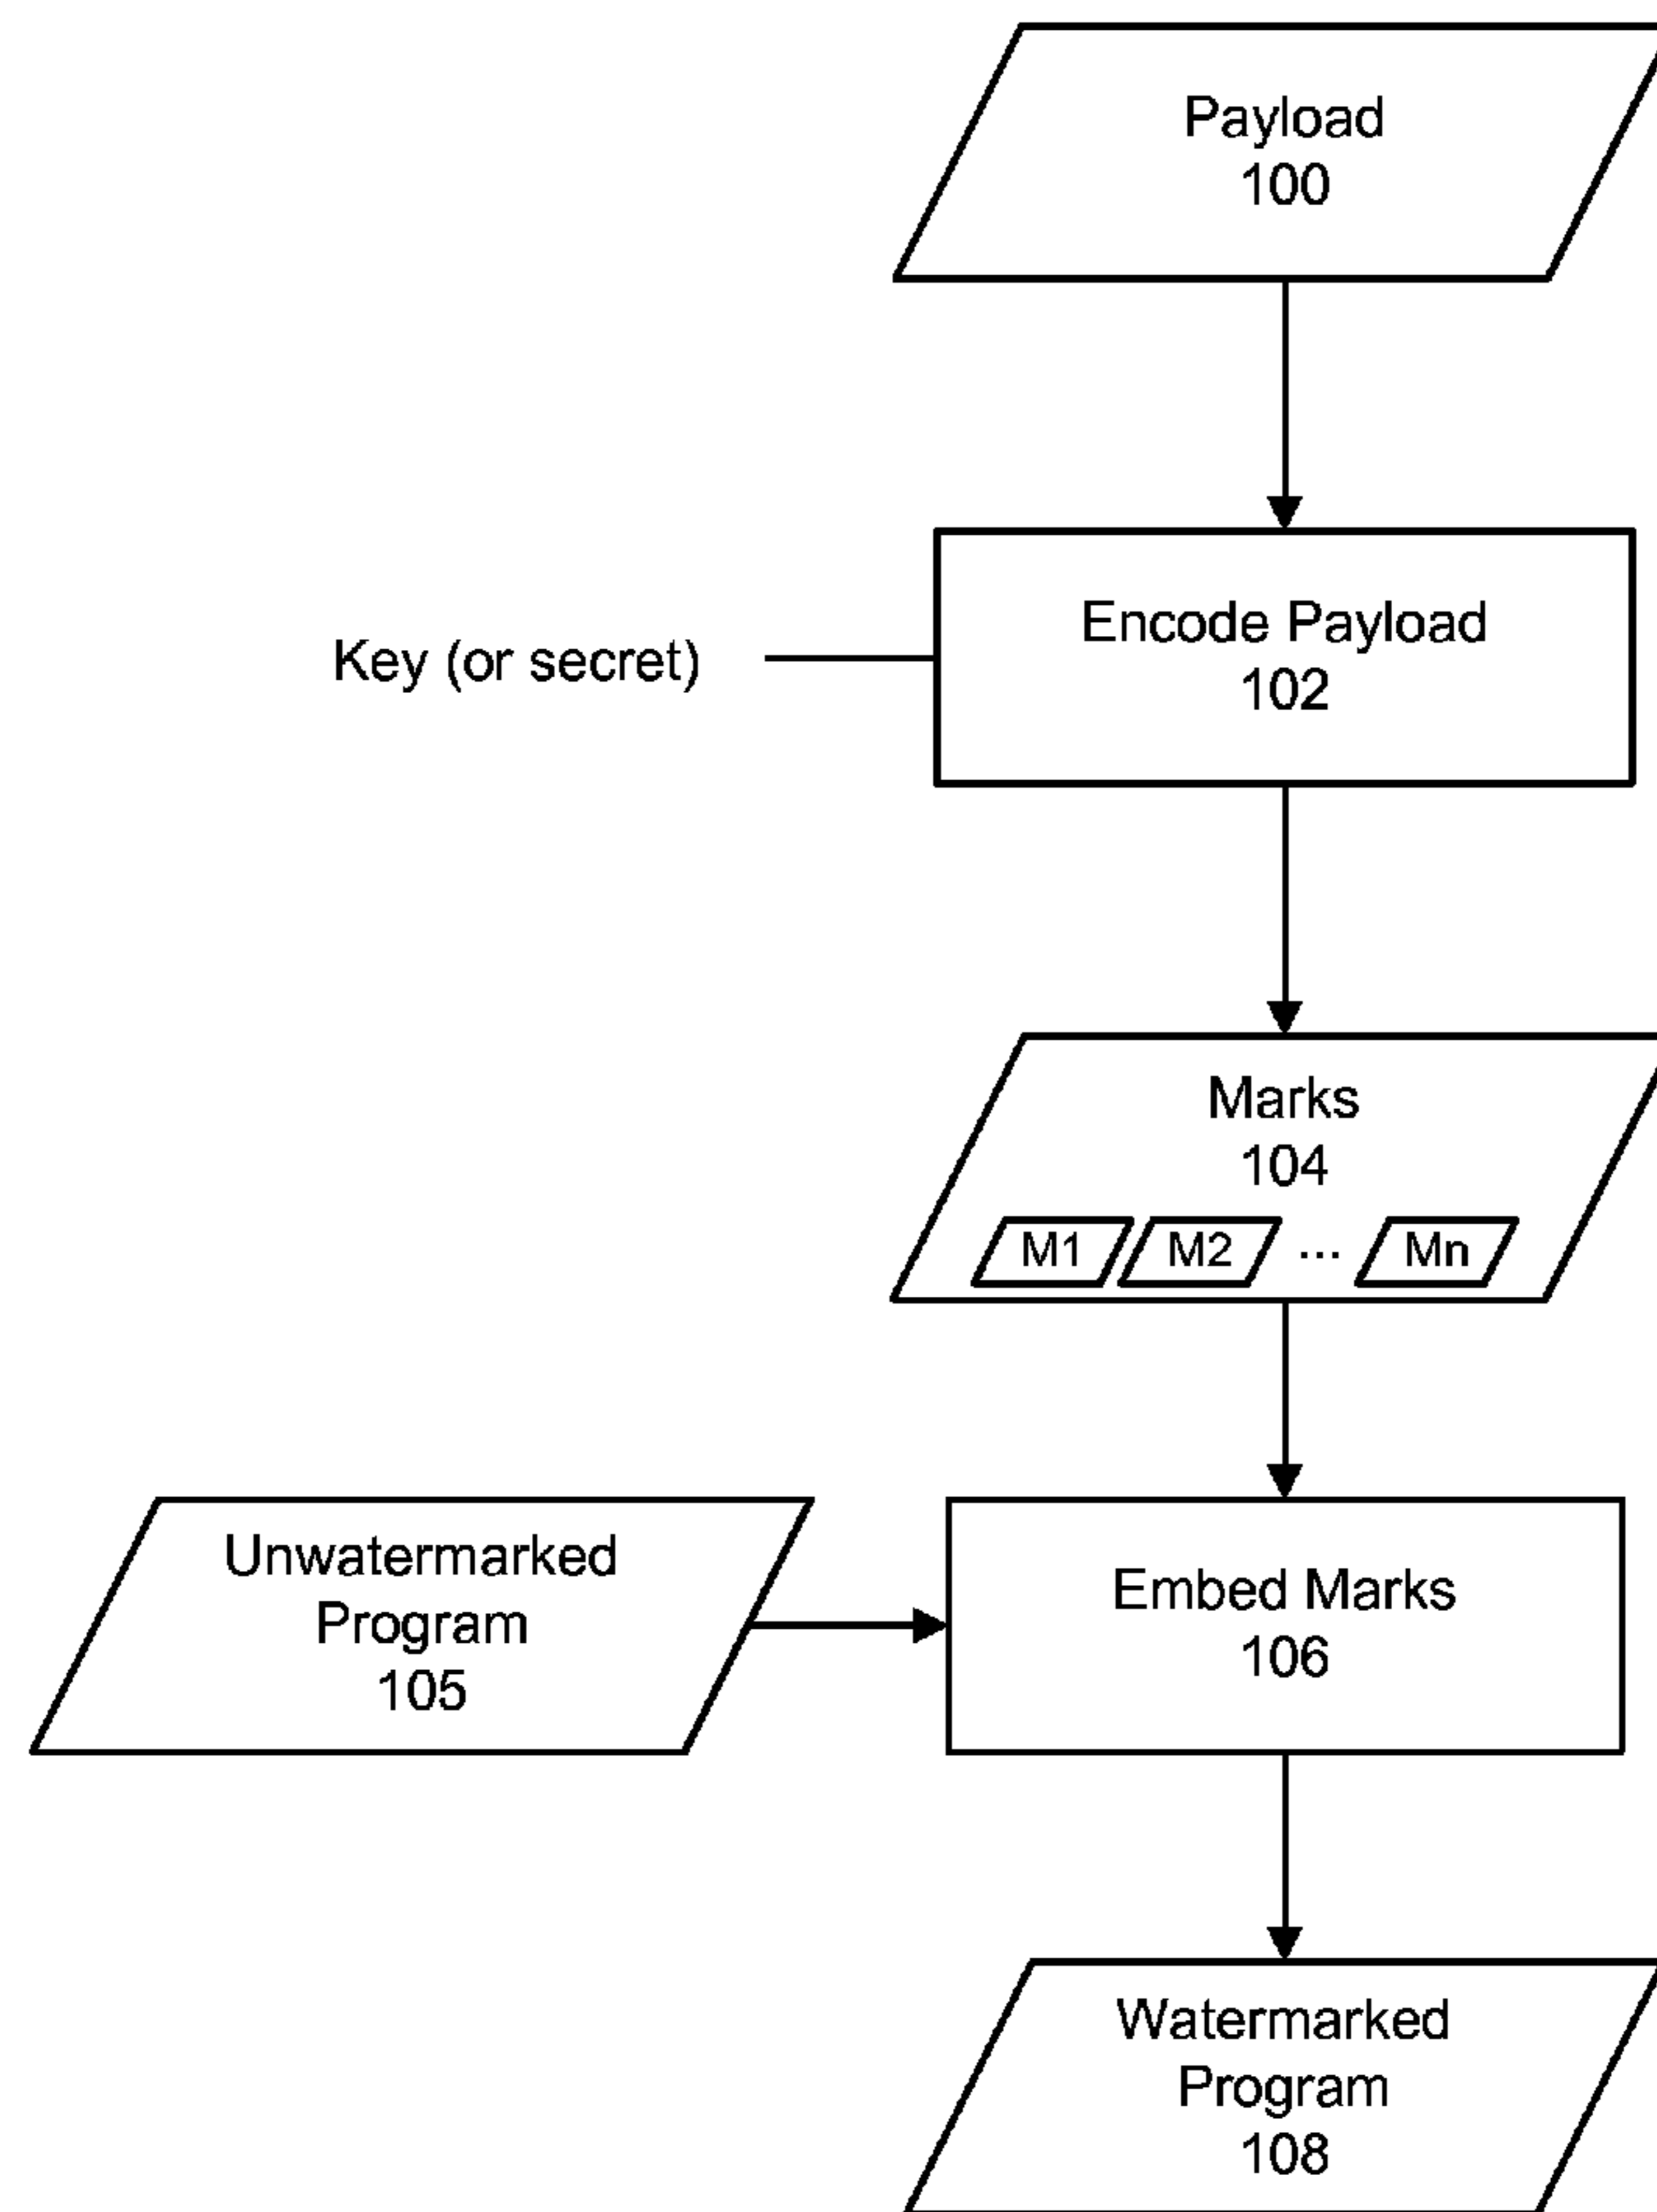 Payload
100
Encode Payload
102
Key (or secret)
Marks
104
M1 M2 ... Mn
Unwatermarked
Program
105
Embed Marks
106
Watermarked
Program
108